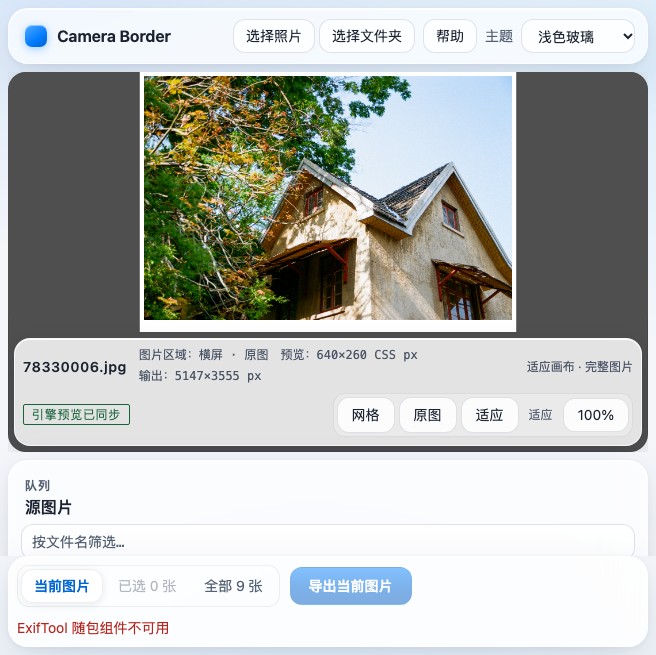 Camera Border
选择照片 选择文件夹 帮助 主题 浅色玻璃
78330006.jpg
图片区域: 横屏 · 原图 预览: 640×260 CSS px
输出: 5147×3555 px
适应画布 · 完整图片
引擎预览已同步
网格 原图 适应 适应 100%
队列
源图片
按文件名筛选…
当前图片 已选 0 张 全部 9 张 导出当前图片
ExifTool 随包组件不可用